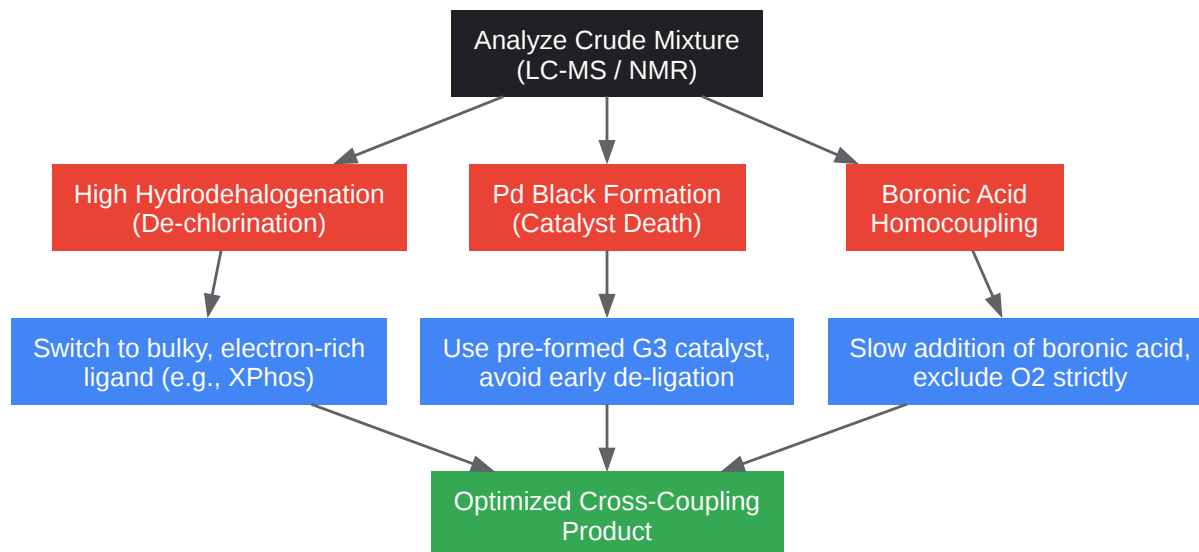 Analyze Crude Mixture
(LC-MS / NMR)
High Hydrodehalogenation
(De-chlorination)
Pd Black Formation
(Catalyst Death)
Boronic Acid
Homocoupling
Switch to bulky, electron-rich
ligand (e.g., XPhos)
Use pre-formed G3 catalyst,
avoid early de-ligation
Slow addition of boronic acid,
exclude O2 strictly
Optimized Cross-Coupling
Product